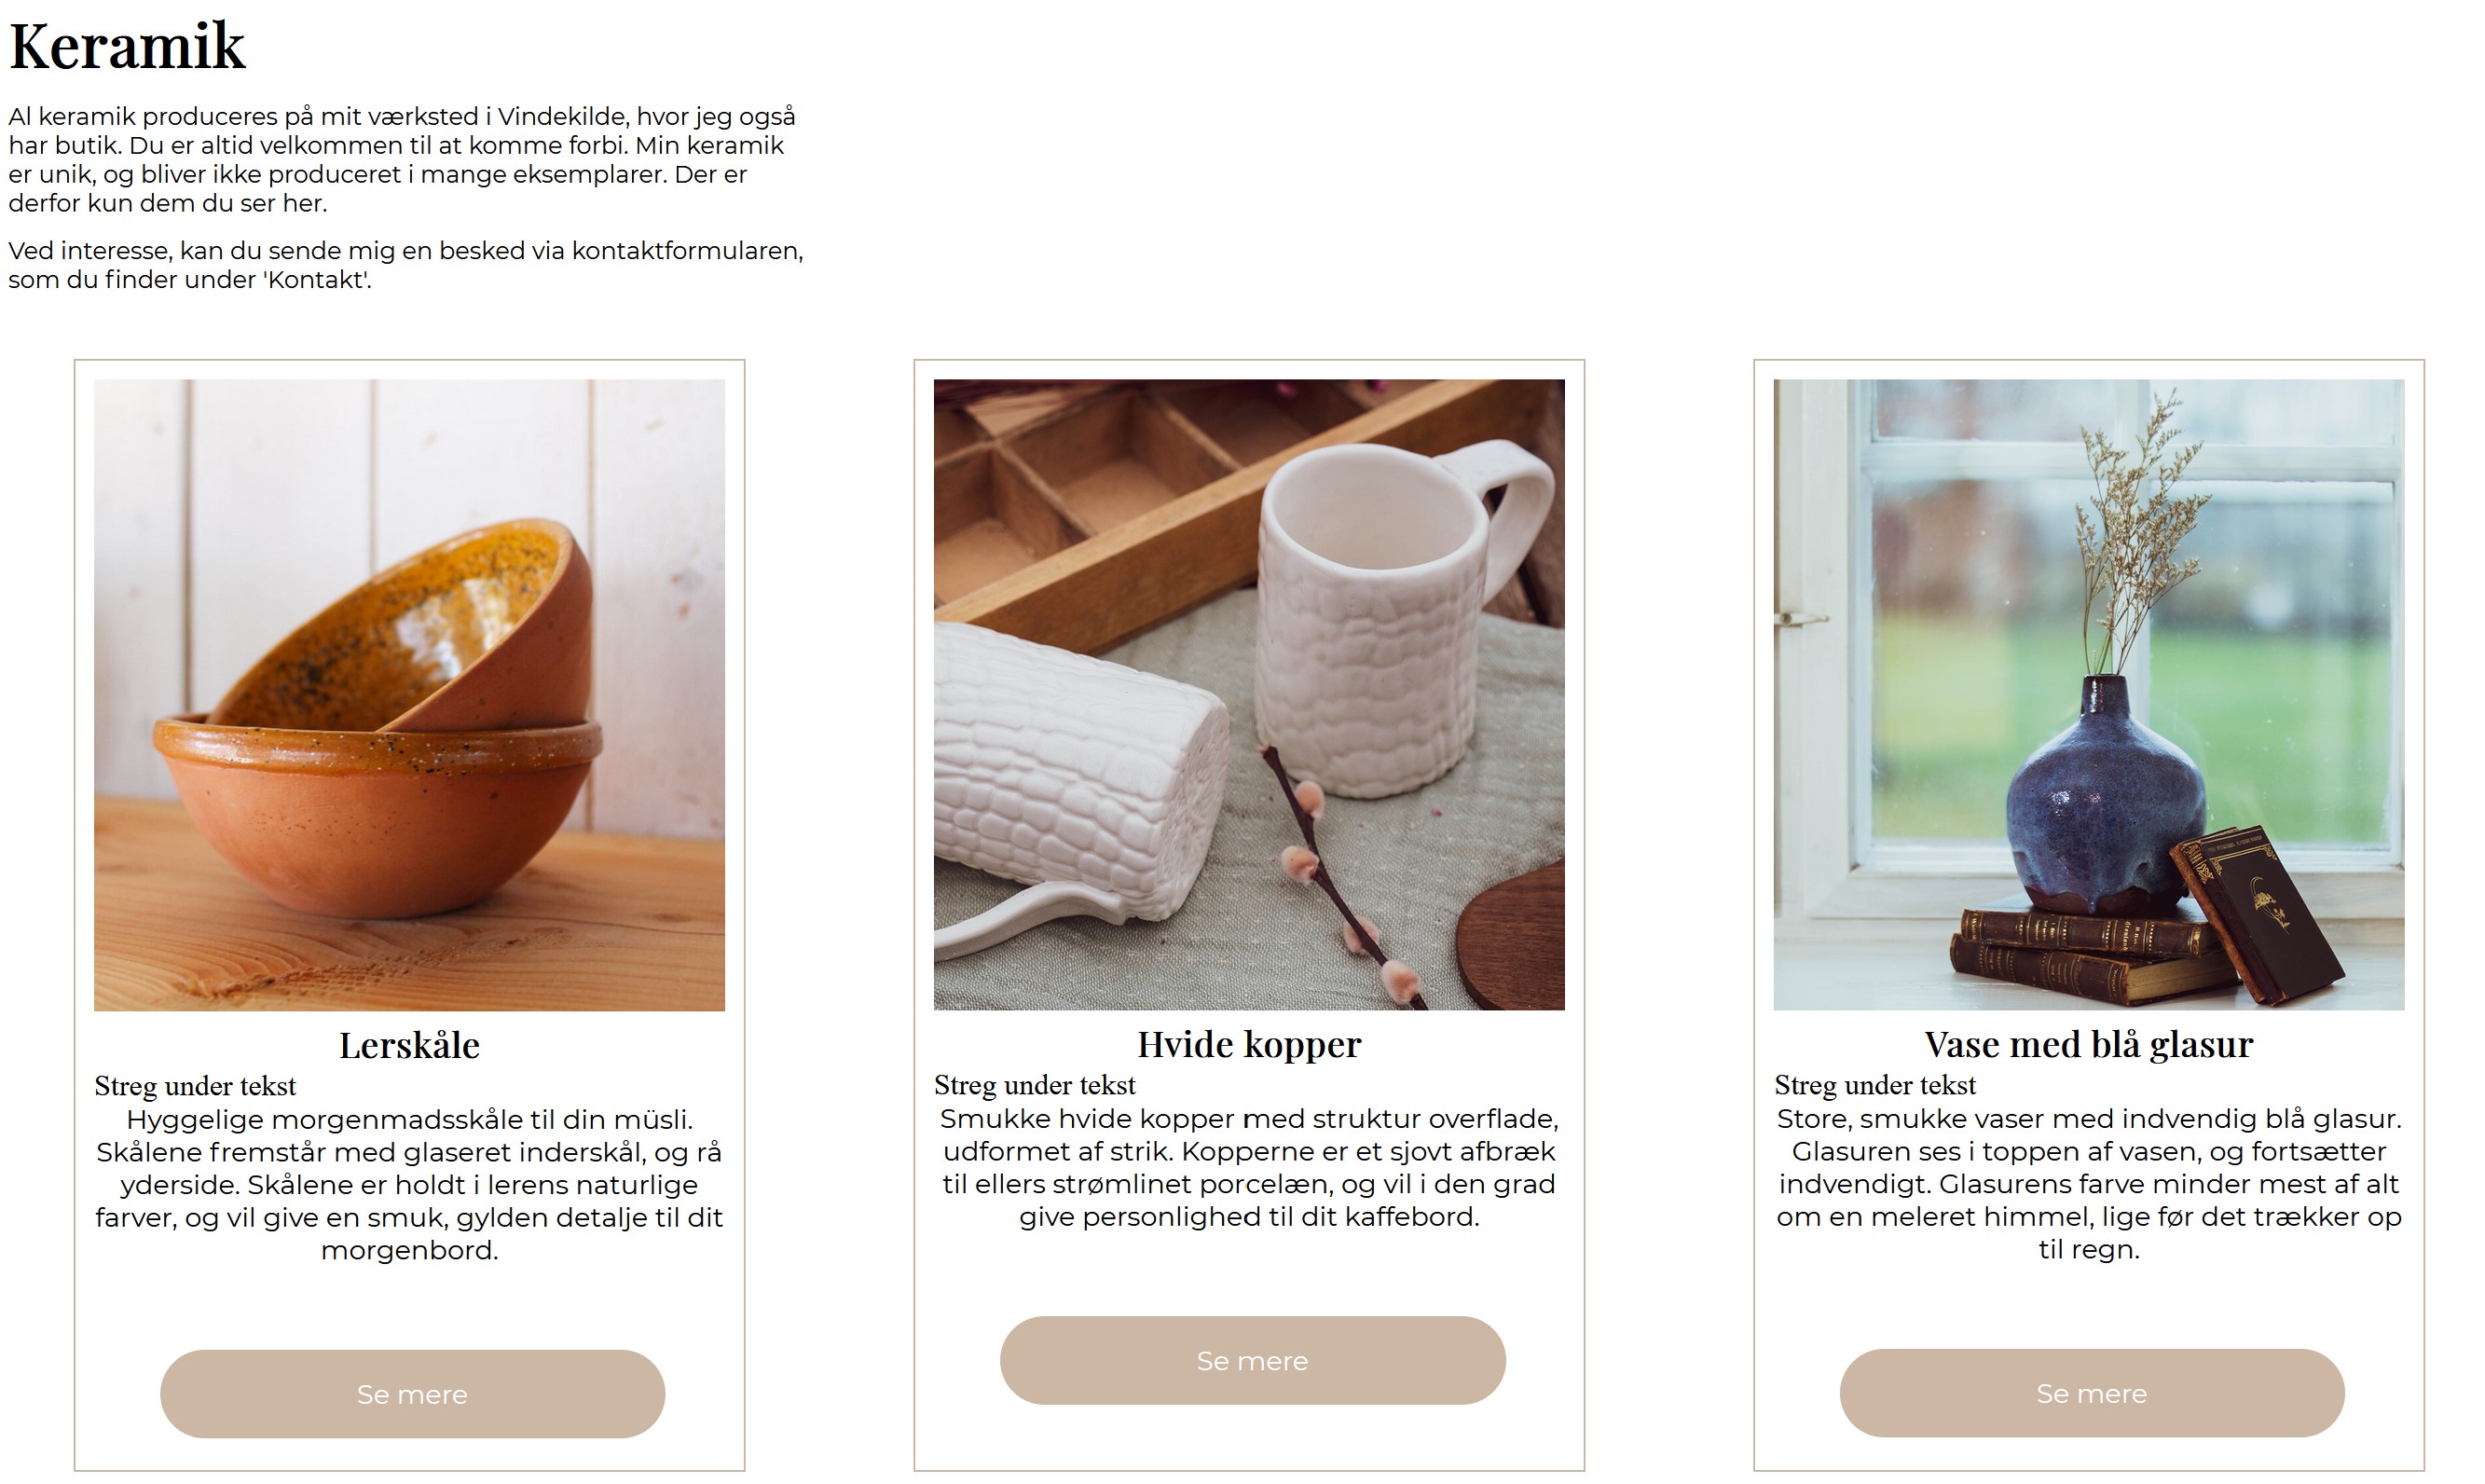 Keramik
Al keramik produceres på mit værksted i Vindekilde, hvor jeg også
har butik. Du er altid velkommen til at komme forbi. Min keramik
er unik, og bliver ikke produceret i mange eksemplarer. Der er
derfor kun dem du ser her.
Ved interesse, kan du sende mig en besked via kontaktformularen,
som du finder under 'Kontakt'.
Lerskåle
Streg under tekst
Hyggelige morgenmadsskåle til din müsli.
Skålene fremstår med glaseret inderskål, og rå
yderside. Skålene er holdt i lerens naturlige
farver, og vil give en smuk, gylden detalje til dit
morgenbord.
Se mere
Hvide kopper
Streg under tekst
Smukke hvide kopper med struktur overflade,
udformet af strik. Kopperne er et sjovt afbræk
til ellers strømlinet porcelæn, og vil i den grad
give personlighed til dit kaffebord.
Se mere
Vase med blå glasur
Streg under tekst
Store, smukke vaser med indvendig blå glasur.
Glasuren ses i toppen af vasen, og fortsætter
indvendigt. Glasurens farve minder mest af alt
om en meleret himmel, lige før det trækker op
til regn.
Se mere